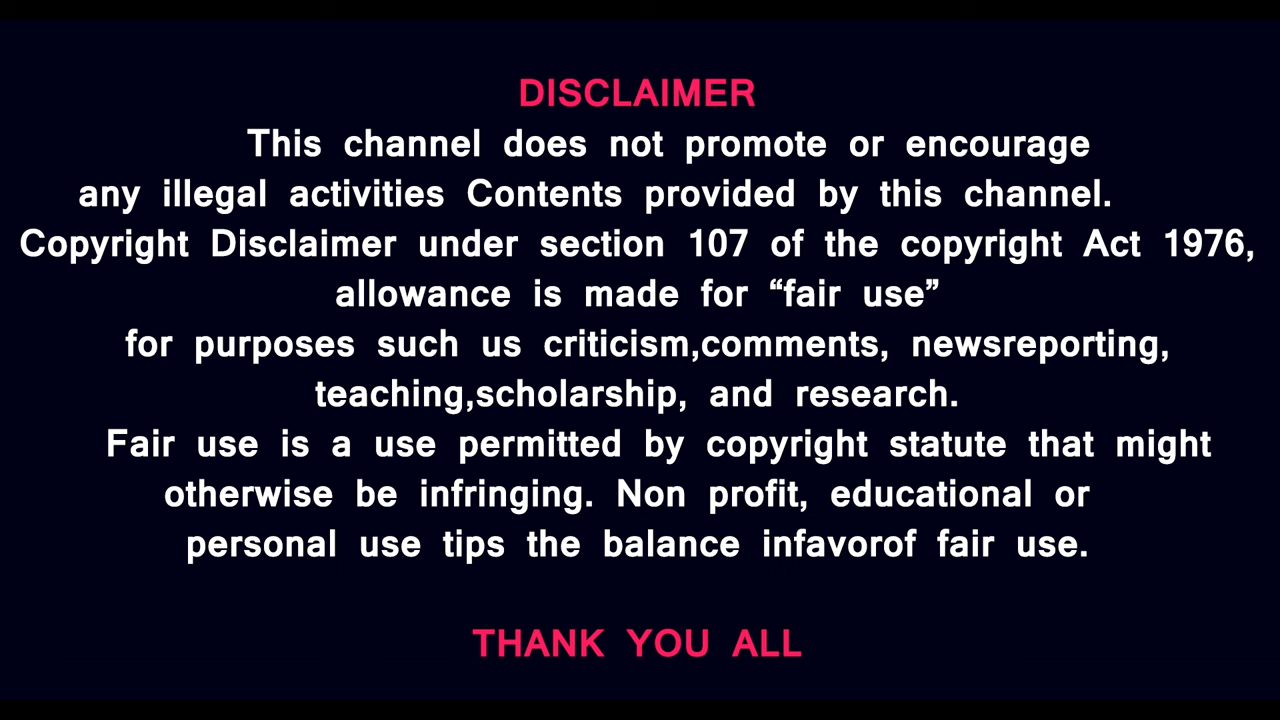 DISCLAIMER
This channel does not promote or encourage
any illegal activities Contents provided by this channel.
Copyright Disclaimer under section 107 of the copyright Act 1976,
allowance is made for “fair use”
for purposes such us criticism,comments, newsreporting,
teaching,scholarship, and research.
Fair use is a use permitted by copyright statute that might
otherwise be infringing. Non profit, educational or
personal use tips the balance infavorof fair use.
THANK YOU ALL